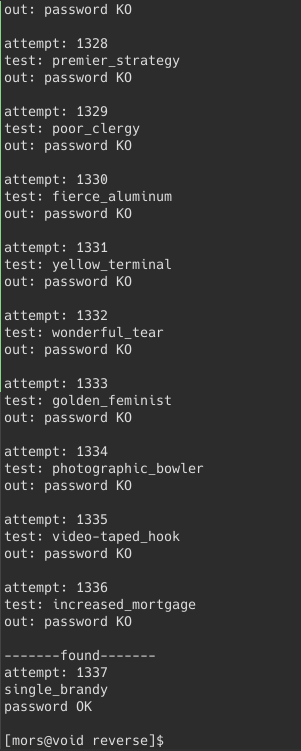 out: password KO
attempt: 1328
test: premier_strategy
out: password KO
attempt: 1329
test: poor_clergy
out: password KO
attempt: 1330
test: fierce_aluminum
out: password KO
attempt: 1331
test: yellow_terminal
out: password KO
attempt: 1332
test: wonderful_tear
out: password KO
attempt: 1333
test: golden_feminist
out: password KO
attempt: 1334
test: photographic_bowler
out: password KO
attempt: 1335
test: video-taped_hook
out: password KO
attempt: 1336
test: increased_mortgage
out: password KO
-------found-------
attempt: 1337
single_brandy
password OK
[mors@void reverse]$